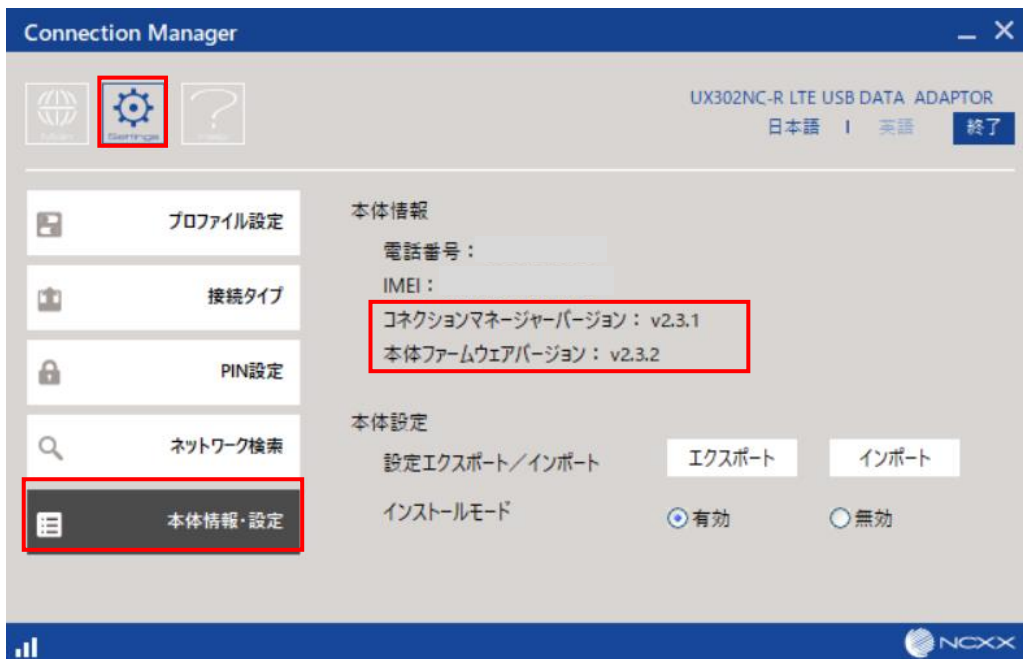 Connection Manager
Main Settings Help
UX302NC-R LTE USB DATA ADAPTOR
日本語 | 英語 終了
プロファイル設定
接続タイプ
PIN設定
ネットワーク検索
本体情報・設定
本体情報
電話番号：
IMEI：
コネクションマネージャーバージョン： v2.3.1
本体ファームウェアバージョン： v2.3.2
本体設定
設定エクスポート／インポート エクスポート インポート
インストールモード 有効 無効
NCXX